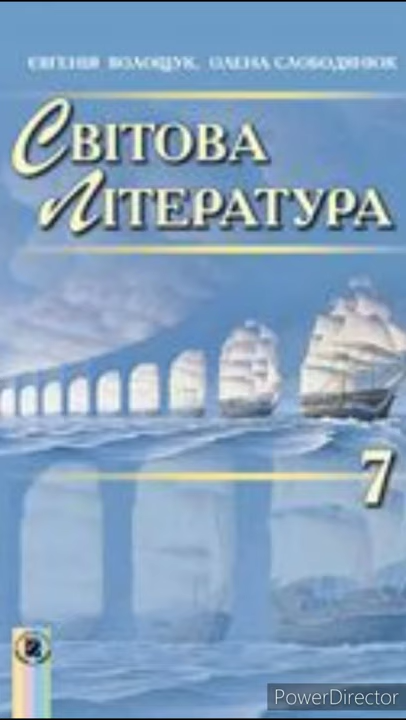 ЄВГЕНІЯ ВОЛОЩУК, ОЛЕНА СЛОБОДЯНЮК
СВІТОВА
ЛІТЕРАТУРА
7
PowerDirector